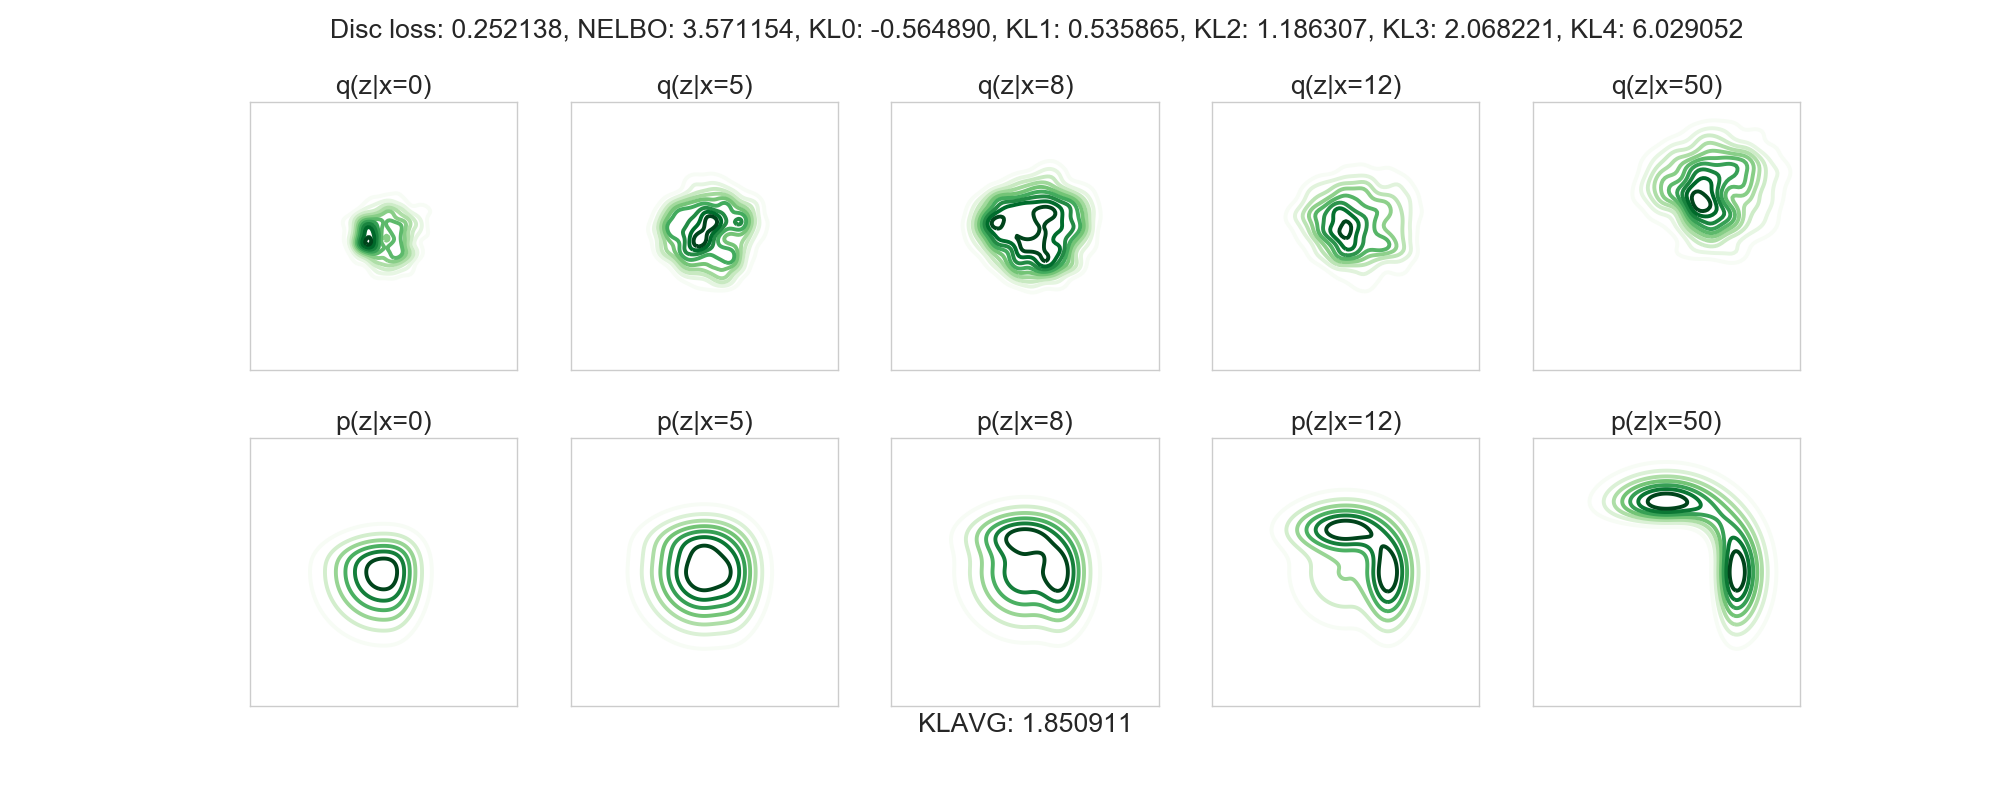 Disc loss: 0.252138, NELBO: 3.571154, KL0: -0.564890, KL1: 0.535865, KL2: 1.186307, KL3: 2.068221, KL4: 6.029052
q(z|x=0) q(z|x=5) q(z|x=8) q(z|x=12) q(z|x=50)
p(z|x=0) p(z|x=5) p(z|x=8) p(z|x=12) p(z|x=50)
KLAVG: 1.850911